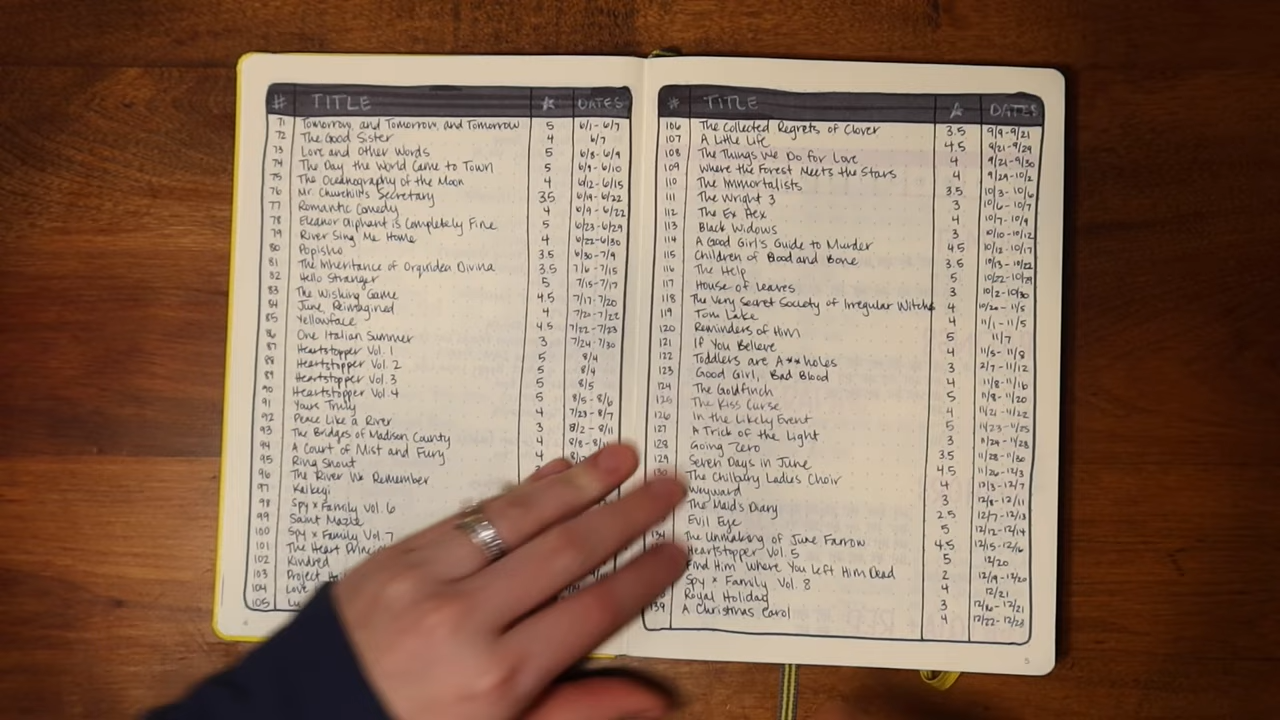 # TITLE ☆ DATES
71 Tomorrow, and Tomorrow, and Tomorrow 5 6/1-6/7
72 The Good Sister 4 6/7
73 Love and Other Words 5 6/8-6/9
74 The Day the World Came to Town 5 6/9-6/10
75 The Oceanography of the Moon 4 6/12-6/15
76 Mr. Churchill's Secretary 3.5 6/19-6/22
77 Romantic Comedy 4 6/9-6/22
78 Eleanor Oliphant is Completely Fine 5 6/23-6/29
79 River Sing Me Home 4 6/22-6/30
80 Popisho 3.5 6/30-7/9
81 The Inheritance of Orquidea Divina 3.5 7/6-7/15
82 Hello Stranger 5 7/15-7/17
83 The Wishing Game 4.5 7/17-7/20
84 June, Reimagined 4 7/20-7/22
85 Yellowface 4.5 7/22-7/23
86 One Italian Summer 3 7/24-7/30
87 Heartstopper Vol. 1 5 8/4
88 Heartstopper Vol. 2 5 8/4
89 Heartstopper Vol. 3 5 8/5
90 Heartstopper Vol. 4 5 8/5-8/6
91 Yours Truly 4 7/23-8/7
92 Peace Like a River 3 8/2-8/11
93 The Bridges of Madison County 4 8/8-8/11
94 A Court of Mist and Fury 4
95 Ring Shout
96 The River We Remember
97 Kaikeyi
98 Spy x Family Vol. 6
99 Saint Mazie
100 Spy x Family Vol. 7
101 The Heart
102 Kindred
103 Project
104 Love
105
# TITLE ☆ DATES
106 The Collected Regrets of Clover 3.5 9/9-9/21
107 A Little Life 4.5 9/21-9/29
108 The Things We Do for Love 4 9/21-9/30
109 Where the Forest Meets the Stars 4 9/29-10/2
110 The Immortalists 3.5 10/3-10/6
111 The Wright 3 3 10/6-10/7
112 The Ex Hex 4 10/7-10/9
113 Black Widows 3 10/10-10/12
114 A Good Girl's Guide to Murder 4.5 10/12-10/17
115 Children of Blood and Bone 3.5 10/13-10/22
116 The Help 5 10/22-10/29
117 House of Leaves 3 10/2-10/30
118 The Very Secret Society of Irregular Witches 4 10/20-11/5
119 Tom Lake 4 11/1-11/5
120 Reminders of Him 5 11/7
121 If You Believe 4 11/5-11/8
122 Toddlers are A**holes 3 2/7-11/12
123 Good Girl, Bad Blood 4 11/8-11/16
124 The Goldfinch 5 11/8-11/20
125 The Kiss Curse 4 11/21-11/22
126 In the Likely Event 5 11/23-11/25
127 A Trick of the Light 3 11/24-11/28
128 Going Zero 3.5 11/28-11/30
129 Seven Days in June 4.5 11/26-12/3
130 The Chilbury Ladies Choir 4 12/3-12/7
Weyward 3 12/8-12/11
The Maid's Diary 2.5 12/7-12/13
Evil Eye 5 12/12-12/14
134 The Unmaking of June Farrow 4.5 12/15-12/16
Heartstopper Vol. 5 5 12/20
Find Him Where You Left Him Dead 2 12/19-12/20
Spy x Family Vol. 8 4 12/21
Royal Holiday 3 12/20-12/21
139 A Christmas Carol 4 12/22-12/23
5